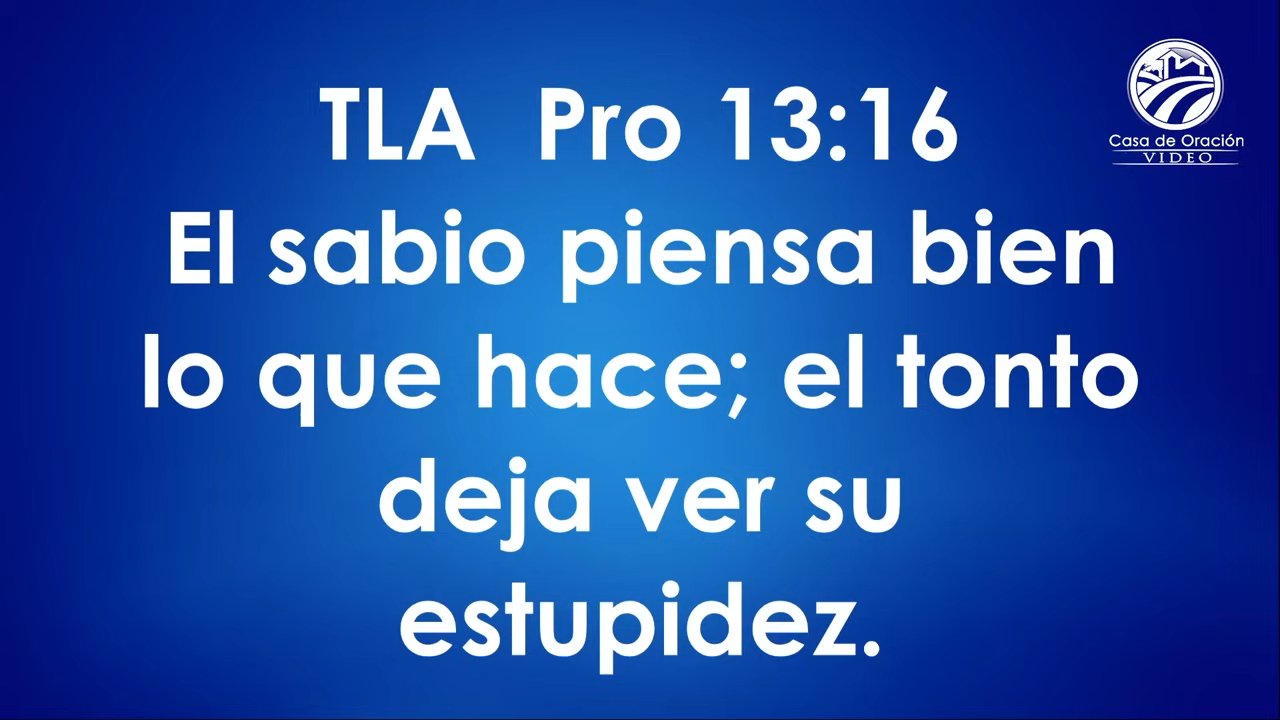 TLA  Pro 13:16
El sabio piensa bien
lo que hace; el tonto
deja ver su
estupidez.
Casa de Oración
VIDEO